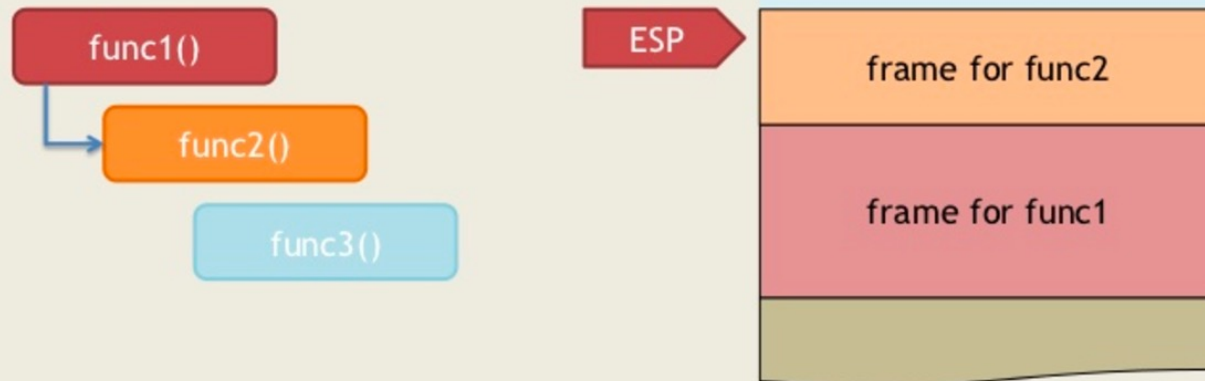 func1()
func2()
func3()
ESP
frame for func2
frame for func1